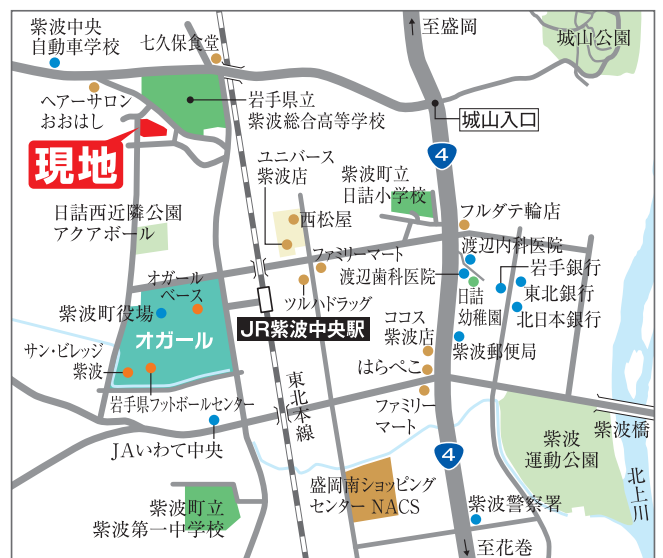 紫波中央
自動車学校
七久保食堂
↑至盛岡
城山公園
ヘアーサロン
おおはし
岩手県立
紫波総合高等学校
城山入口
現地
4
ユニバース
紫波店
紫波町立
日詰小学校
日詰西近隣公園
アクアボール
西松屋
フルダテ輪店
渡辺内科医院
ファミリーマート
渡辺歯科医院
岩手銀行
オガール
ベース
ツルハドラッグ
日詰
幼稚園
東北銀行
紫波町役場
北日本銀行
オガール
JR紫波中央駅
ココス
紫波店
紫波郵便局
サン・ビレッジ
紫波
はらぺこ
岩手県フットボールセンター
東北本線
ファミリー
マート
紫波橋
JAいわて中央
4
紫波
運動公園
北上川
盛岡南ショッピング
センター NACS
紫波町立
紫波第一中学校
紫波警察署
↓至花巻